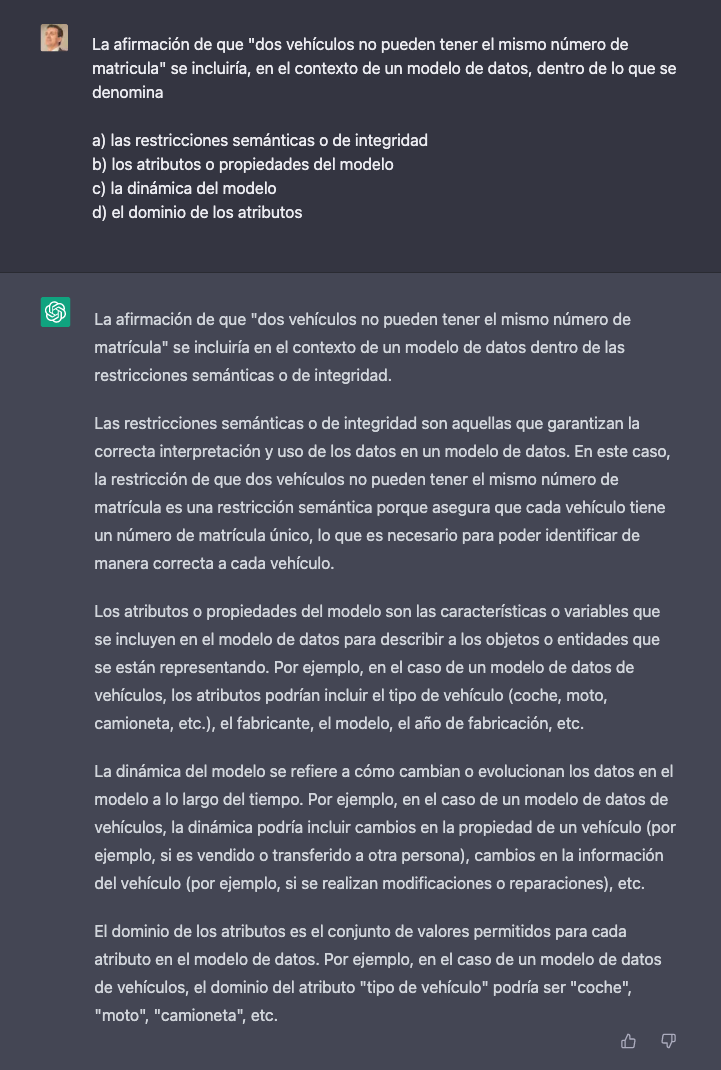 La afirmación de que "dos vehículos no pueden tener el mismo número de
matricula" se incluiría, en el contexto de un modelo de datos, dentro de lo que se
denomina
a) las restricciones semánticas o de integridad
b) los atributos o propiedades del modelo
c) la dinámica del modelo
d) el dominio de los atributos
La afirmación de que "dos vehículos no pueden tener el mismo número de
matrícula" se incluiría en el contexto de un modelo de datos dentro de las
restricciones semánticas o de integridad.
Las restricciones semánticas o de integridad son aquellas que garantizan la
correcta interpretación y uso de los datos en un modelo de datos. En este caso,
la restricción de que dos vehículos no pueden tener el mismo número de
matrícula es una restricción semántica porque asegura que cada vehículo tiene
un número de matrícula único, lo que es necesario para poder identificar de
manera correcta a cada vehículo.
Los atributos o propiedades del modelo son las características o variables que
se incluyen en el modelo de datos para describir a los objetos o entidades que
se están representando. Por ejemplo, en el caso de un modelo de datos de
vehículos, los atributos podrían incluir el tipo de vehículo (coche, moto,
camioneta, etc.), el fabricante, el modelo, el año de fabricación, etc.
La dinámica del modelo se refiere a cómo cambian o evolucionan los datos en el
modelo a lo largo del tiempo. Por ejemplo, en el caso de un modelo de datos de
vehículos, la dinámica podría incluir cambios en la propiedad de un vehículo (por
ejemplo, si es vendido o transferido a otra persona), cambios en la información
del vehículo (por ejemplo, si se realizan modificaciones o reparaciones), etc.
El dominio de los atributos es el conjunto de valores permitidos para cada
atributo en el modelo de datos. Por ejemplo, en el caso de un modelo de datos
de vehículos, el dominio del atributo "tipo de vehículo" podría ser "coche",
"moto", "camioneta", etc.